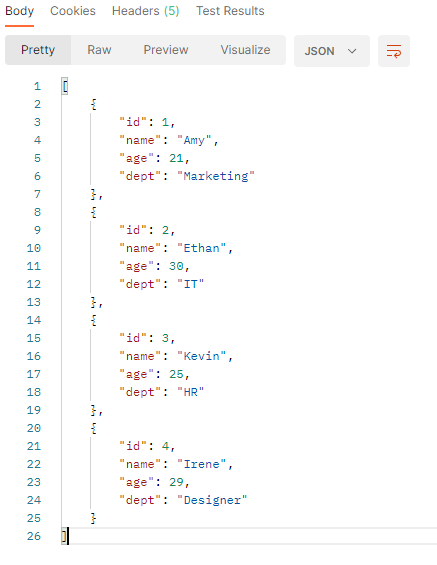 Body Cookies Headers (5) Test Results
Pretty Raw Preview Visualize JSON
1 [
2 {
3 "id": 1,
4 "name": "Amy",
5 "age": 21,
6 "dept": "Marketing"
7 },
8 {
9 "id": 2,
10 "name": "Ethan",
11 "age": 30,
12 "dept": "IT"
13 },
14 {
15 "id": 3,
16 "name": "Kevin",
17 "age": 25,
18 "dept": "HR"
19 },
20 {
21 "id": 4,
22 "name": "Irene",
23 "age": 29,
24 "dept": "Designer"
25 }
26 ]